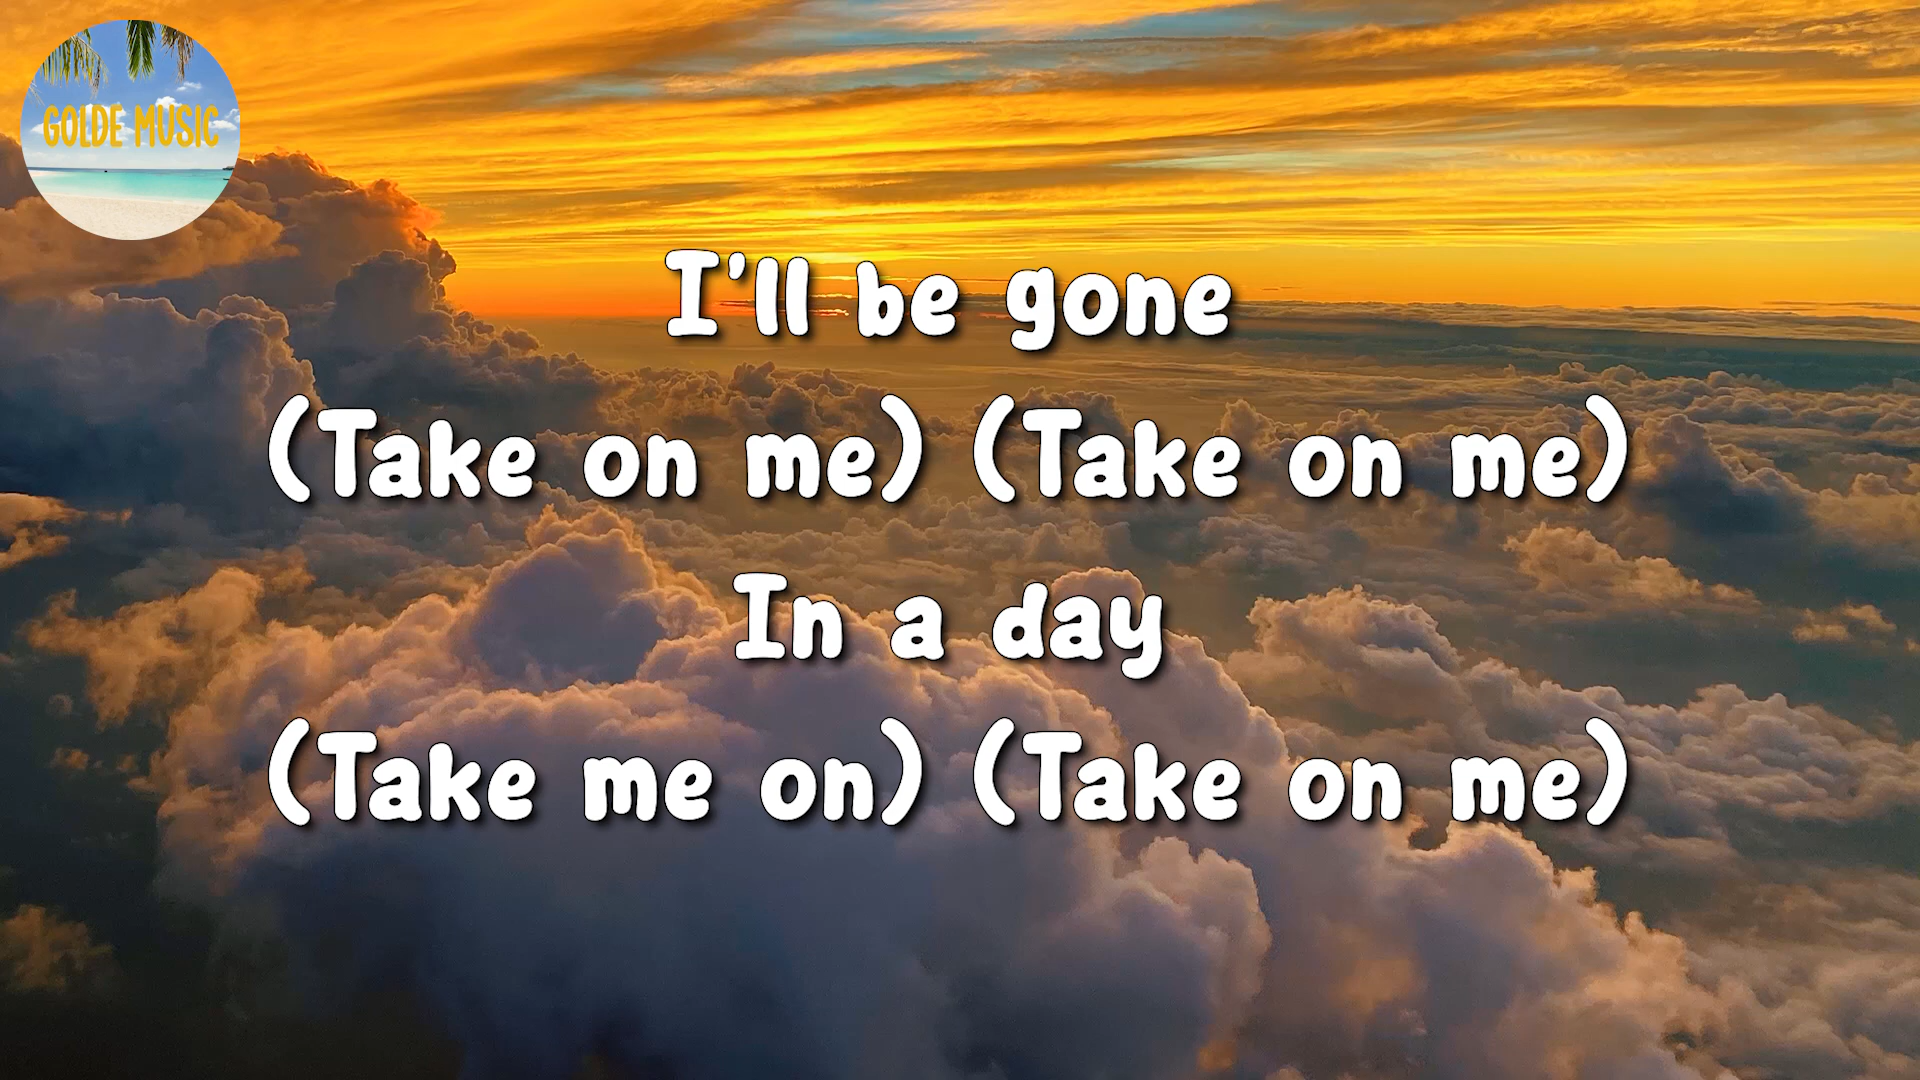 GOLDE MUSIC
I'll be gone
(Take on me) (Take on me)
In a day
(Take me on) (Take on me)